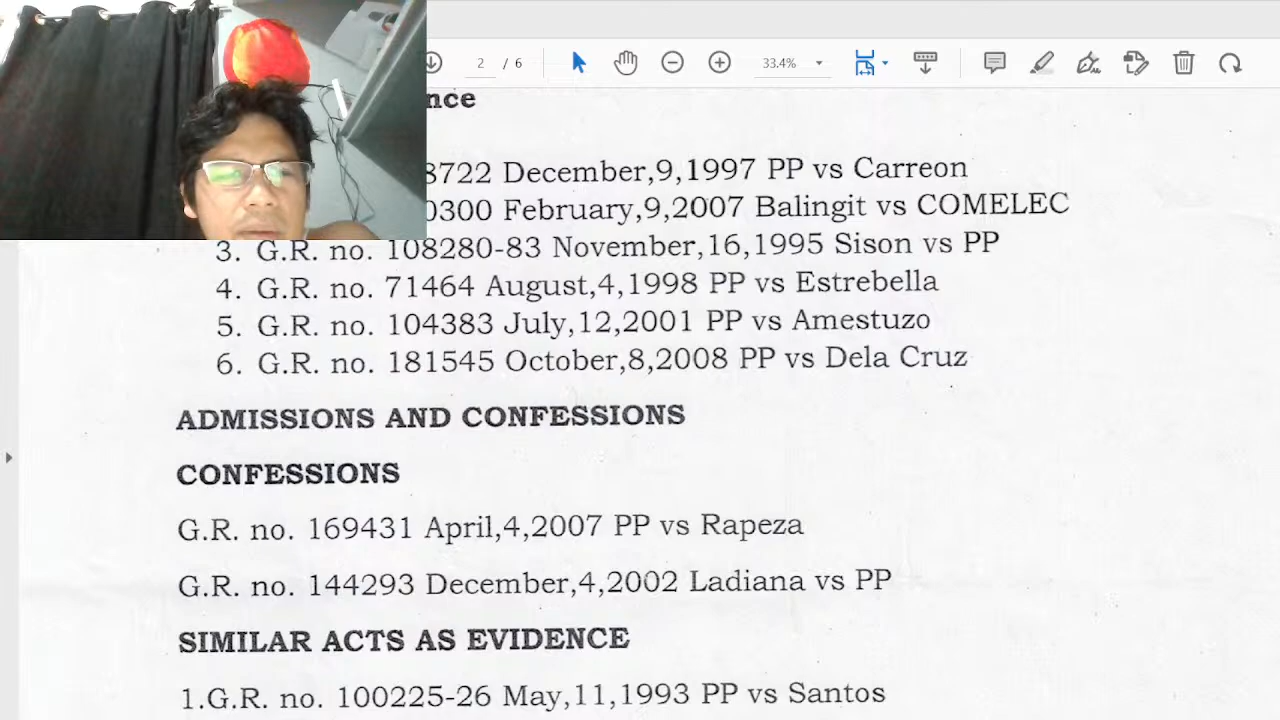 2 / 6
33.4%
nce
8722 December,9,1997 PP vs Carreon
0300 February,9,2007 Balingit vs COMELEC
3. G.R. no. 108280-83 November,16,1995 Sison vs PP
4. G.R. no. 71464 August,4,1998 PP vs Estrebella
5. G.R. no. 104383 July,12,2001 PP vs Amestuzo
6. G.R. no. 181545 October,8,2008 PP vs Dela Cruz
ADMISSIONS AND CONFESSIONS
CONFESSIONS
G.R. no. 169431 April,4,2007 PP vs Rapeza
G.R. no. 144293 December,4,2002 Ladiana vs PP
SIMILAR ACTS AS EVIDENCE
1.G.R. no. 100225-26 May,11,1993 PP vs Santos